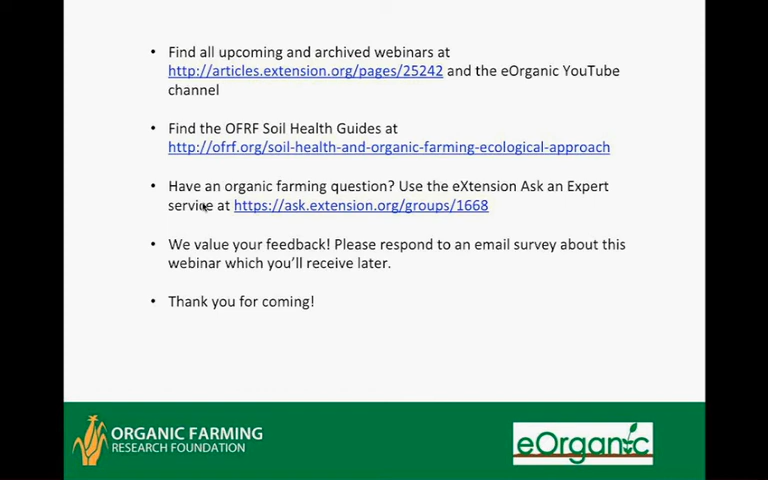 • Find all upcoming and archived webinars at
http://articles.extension.org/pages/25242 and the eOrganic YouTube
channel
• Find the OFRF Soil Health Guides at
http://ofrf.org/soil-health-and-organic-farming-ecological-approach
• Have an organic farming question? Use the eXtension Ask an Expert
service at https://ask.extension.org/groups/1668
• We value your feedback! Please respond to an email survey about this
webinar which you'll receive later.
• Thank you for coming!
ORGANIC FARMING
RESEARCH FOUNDATION
eOrganic